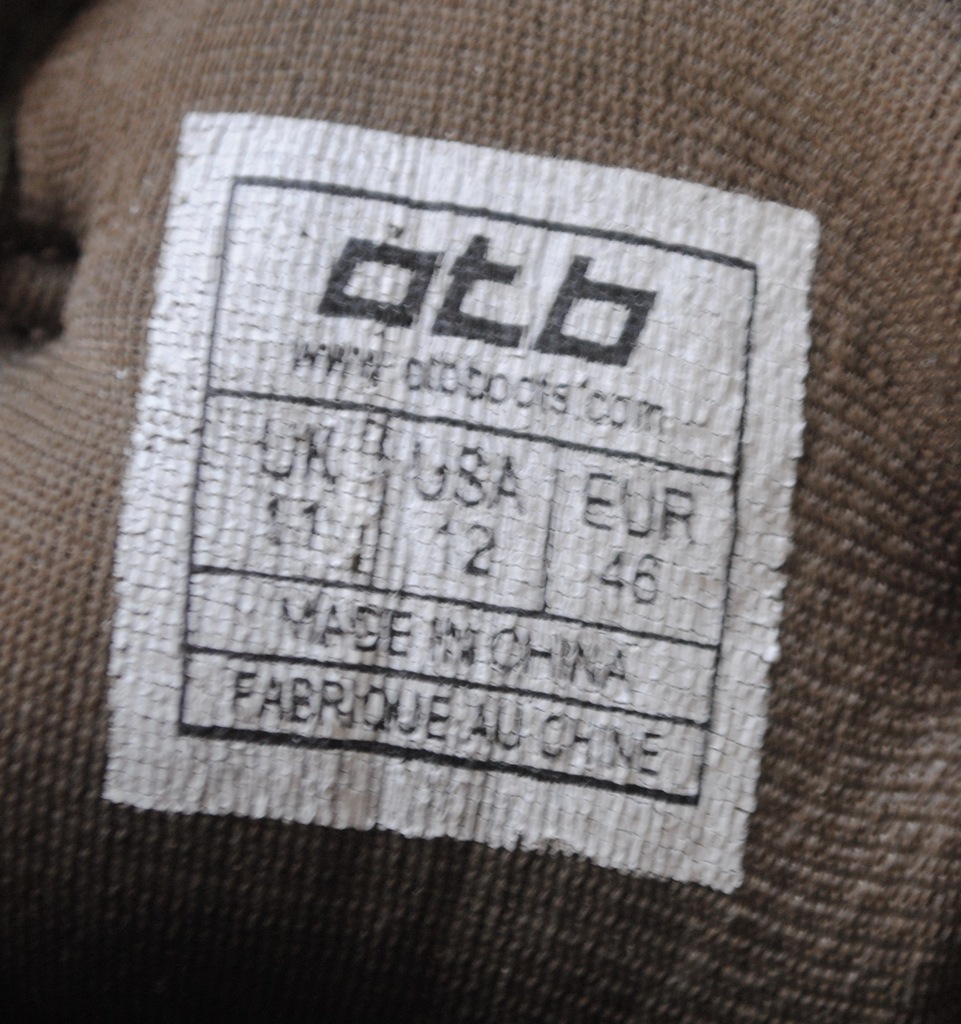 otb
www.otbboots.com
UK USA EUR
11 12 46
MADE IN CHINA
FABRIQUE AU CHINE